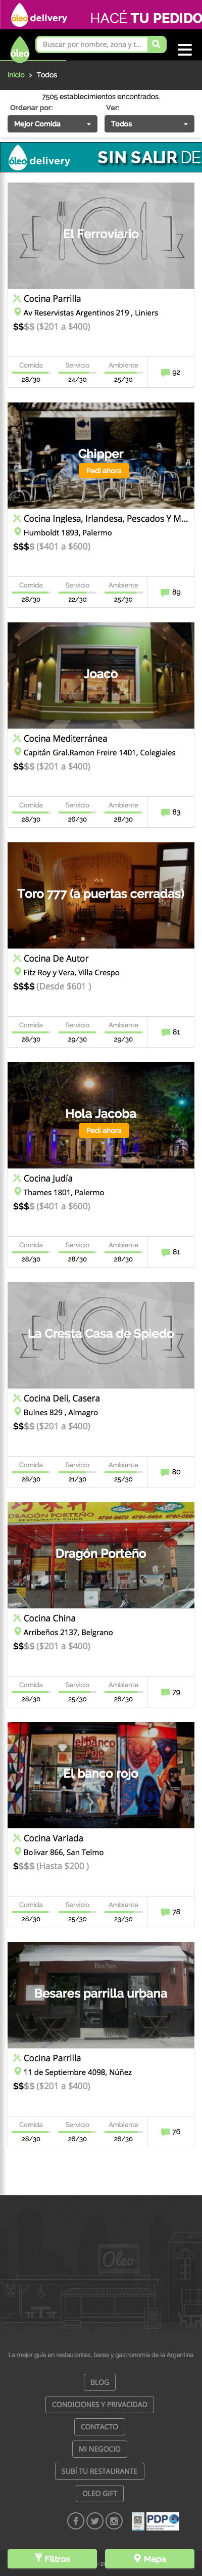 óleo delivery HACÉ TU PEDIDO
óleo
Buscar por nombre, zona y t...
Inicio > Todos
7505 establecimientos encontrados.
Ordenar por: Ver:
Mejor Comida Todos
óleo delivery SIN SALIR DE
El Ferroviario
Cocina Parrilla
Av Reservistas Argentinos 219 , Liniers
$$$$ ($201 a $400)
Comida Servicio Ambiente
28/30 24/30 25/30 92
Chipper
Pedí ahora
Cocina Inglesa, Irlandesa, Pescados Y M...
Humboldt 1893, Palermo
$$$$ ($401 a $600)
Comida Servicio Ambiente
28/30 22/30 25/30 89
Joaco
Cocina Mediterránea
Capitán Gral.Ramon Freire 1401, Colegiales
$$$$ ($201 a $400)
Comida Servicio Ambiente
28/30 26/30 28/30 83
Toro 777 (a puertas cerradas)
Cocina De Autor
Fitz Roy y Vera, Villa Crespo
$$$$ (Desde $601 )
Comida Servicio Ambiente
28/30 29/30 29/30 81
Hola Jacoba
Pedí ahora
Cocina Judía
Thames 1801, Palermo
$$$$ ($401 a $600)
Comida Servicio Ambiente
28/30 28/30 28/30 81
La Cresta Casa de Spiedo
Cocina Deli, Casera
Bulnes 829 , Almagro
$$$$ ($201 a $400)
Comida Servicio Ambiente
28/30 21/30 25/30 80
DRAGÓN PORTEÑO
Dragón Porteño
Cocina China
Arribeños 2137, Belgrano
$$$$ ($201 a $400)
Comida Servicio Ambiente
28/30 25/30 26/30 79
El banco rojo
Cocina Variada
Bolivar 866, San Telmo
$$$$ (Hasta $200 )
Comida Servicio Ambiente
28/30 25/30 23/30 78
Besares
Besares parrilla urbana
Cocina Parrilla
11 de Septiembre 4098, Núñez
$$$$ ($201 a $400)
Comida Servicio Ambiente
28/30 26/30 26/30 76
Oleo
La mejor guía en restaurantes, bares y gastronomía de la Argentina
BLOG
CONDICIONES Y PRIVACIDAD
CONTACTO
MI NEGOCIO
SUBÍ TU RESTAURANTE
OLEO GIFT
PDP
Filtros Mapa